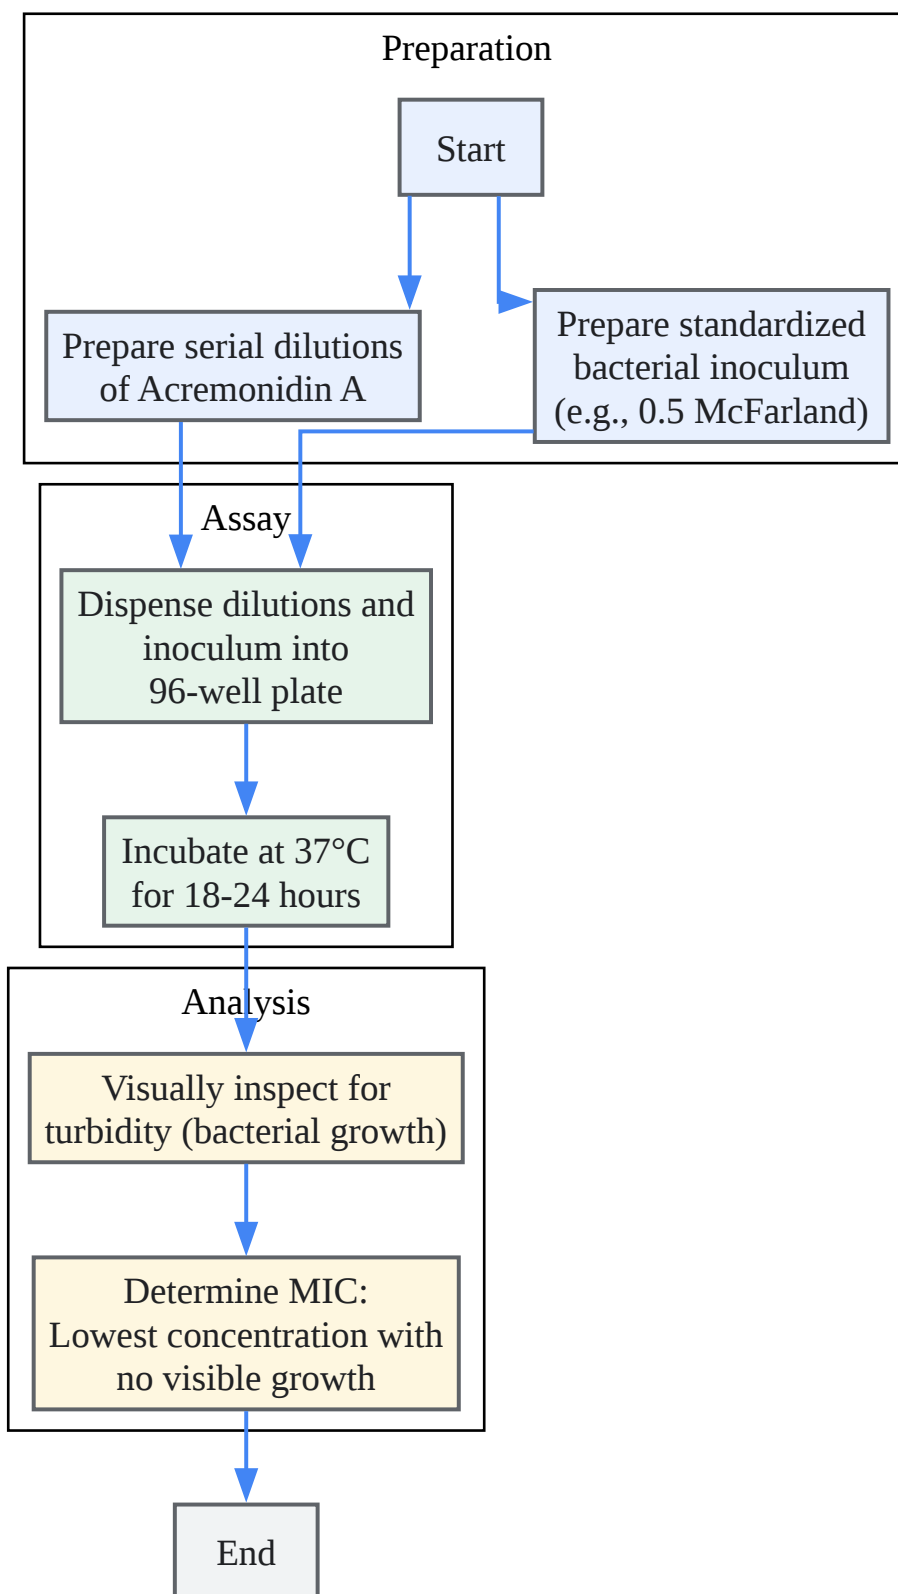 Preparation
Start
Prepare serial dilutions
of Acremonidin A
Prepare standardized
bacterial inoculum
(e.g., 0.5 McFarland)
Assay
Dispense dilutions and
inoculum into
96-well plate
Incubate at 37°C
for 18-24 hours
Analysis
Visually inspect for
turbidity (bacterial growth)
Determine MIC:
Lowest concentration with
no visible growth
End